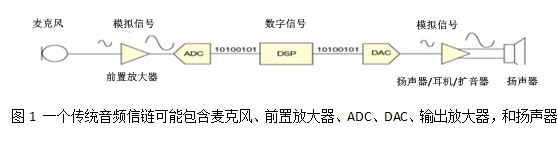 麦克风 模拟信号 数字信号 模拟信号
ADC 10100101 DSP 10100101 DAC
前置放大器 扬声器/耳机/扩音器 扬声器
图 1 一个传统音频信链可能包含麦克风、前置放大器、ADC、DAC、输出放大器，和扬声器